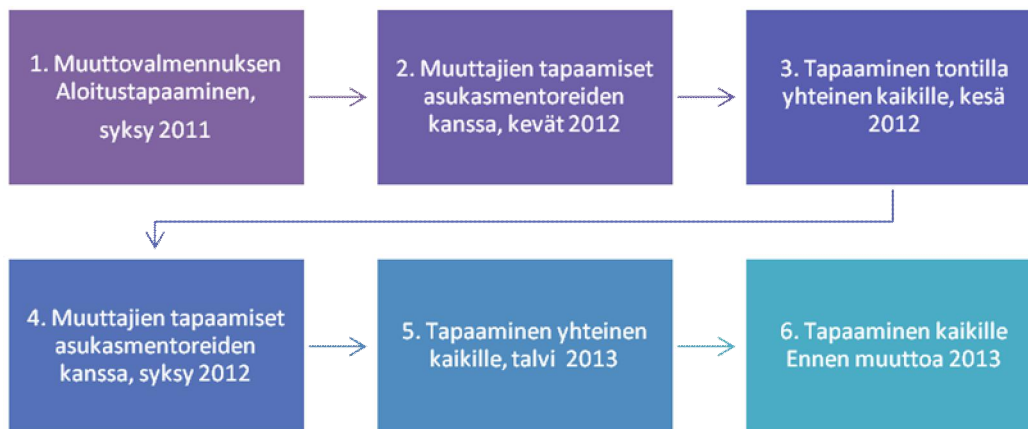 1. Muuttovalmennuksen
Aloitustapaaminen,
syksy 2011
2. Muuttajien tapaamiset
asukasmentoreiden
kanssa, kevät 2012
3. Tapaaminen tontilla
yhteinen kaikille, kesä
2012
4. Muuttajien tapaamiset
asukasmentoreiden
kanssa, syksy 2012
5. Tapaaminen yhteinen
kaikille, talvi 2013
6. Tapaaminen kaikille
Ennen muuttoa 2013